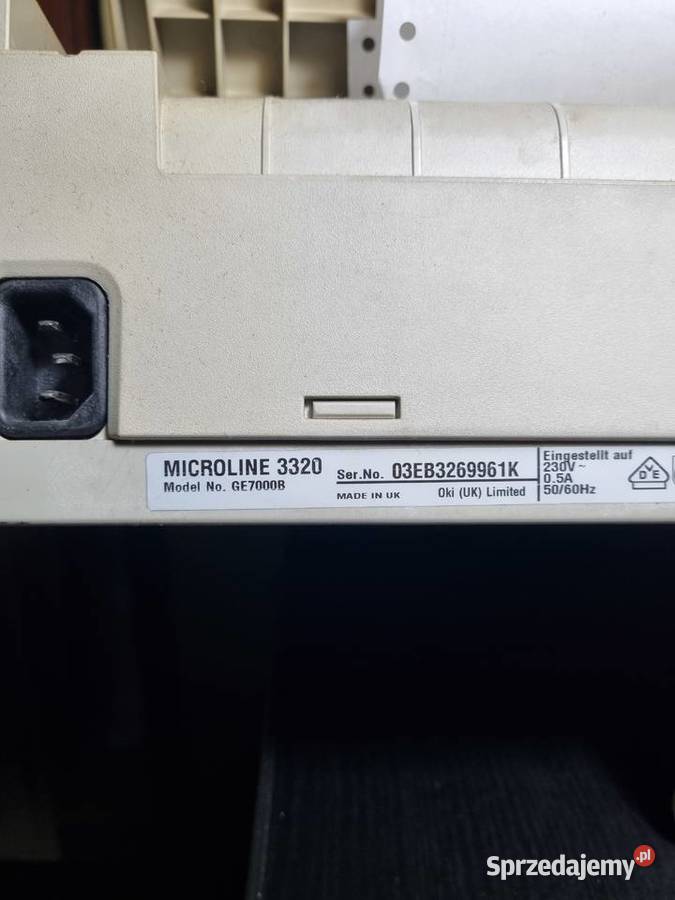 MICROLINE 3320
Model No. GE7000B
Ser.No. 03EB3269961K
MADE IN UK Oki (UK) Limited
Eingestellt auf
230V~
0.5A
50/60Hz
VDE
Sprzedajemy.pl